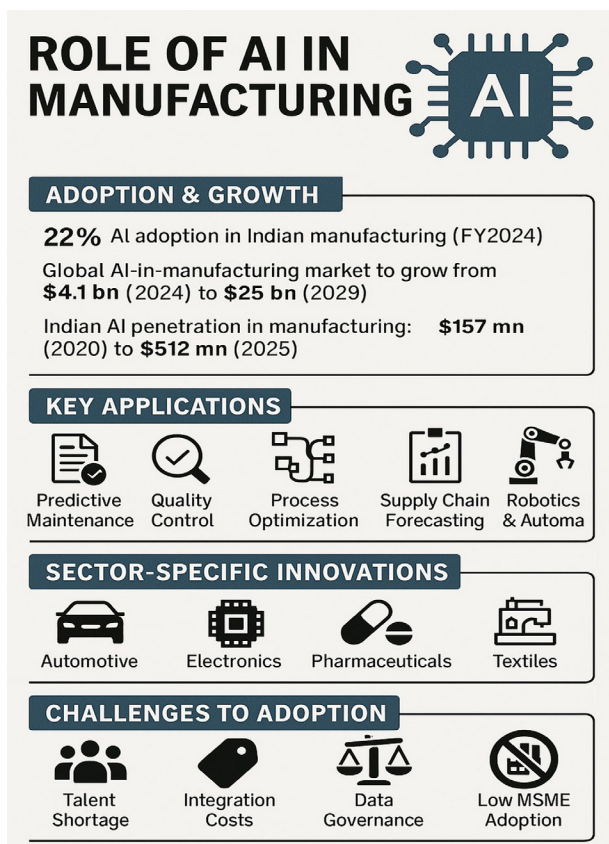 ROLE OF AI IN
MANUFACTURING
AI
ADOPTION & GROWTH
22% AI adoption in Indian manufacturing (FY2024)
Global AI-in-manufacturing market to grow from
$4.1 bn (2024) to $25 bn (2029)
Indian AI penetration in manufacturing: $157 mn
(2020) to $512 mn (2025)
KEY APPLICATIONS
Predictive
Maintenance
Quality
Control
Process
Optimization
Supply Chain
Forecasting
Robotics
& Automa
SECTOR-SPECIFIC INNOVATIONS
Automotive
Electronics
Pharmaceuticals
Textiles
CHALLENGES TO ADOPTION
Talent
Shortage
Integration
Costs
Data
Governance
Low MSME
Adoption